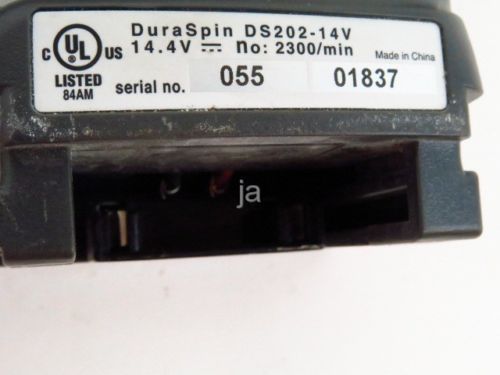 DuraSpin DS202-14V
C UL US
14.4V ⎓ no: 2300/min
Made in China
LISTED
84AM
serial no. 055 01837
ja